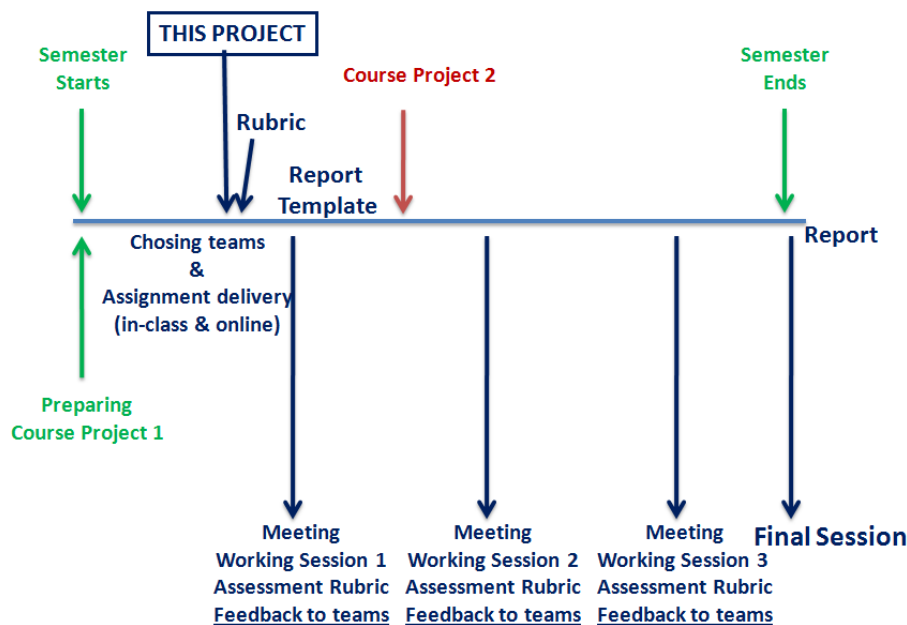 THIS PROJECT
Semester
Starts
Course Project 2
Semester
Ends
Rubric
Report
Template
Report
Chosing teams
&
Assignment delivery
(in-class & online)
Preparing
Course Project 1
Meeting
Working Session 1
Assessment Rubric
Feedback to teams
Meeting
Working Session 2
Assessment Rubric
Feedback to teams
Meeting
Working Session 3
Assessment Rubric
Feedback to teams
Final Session